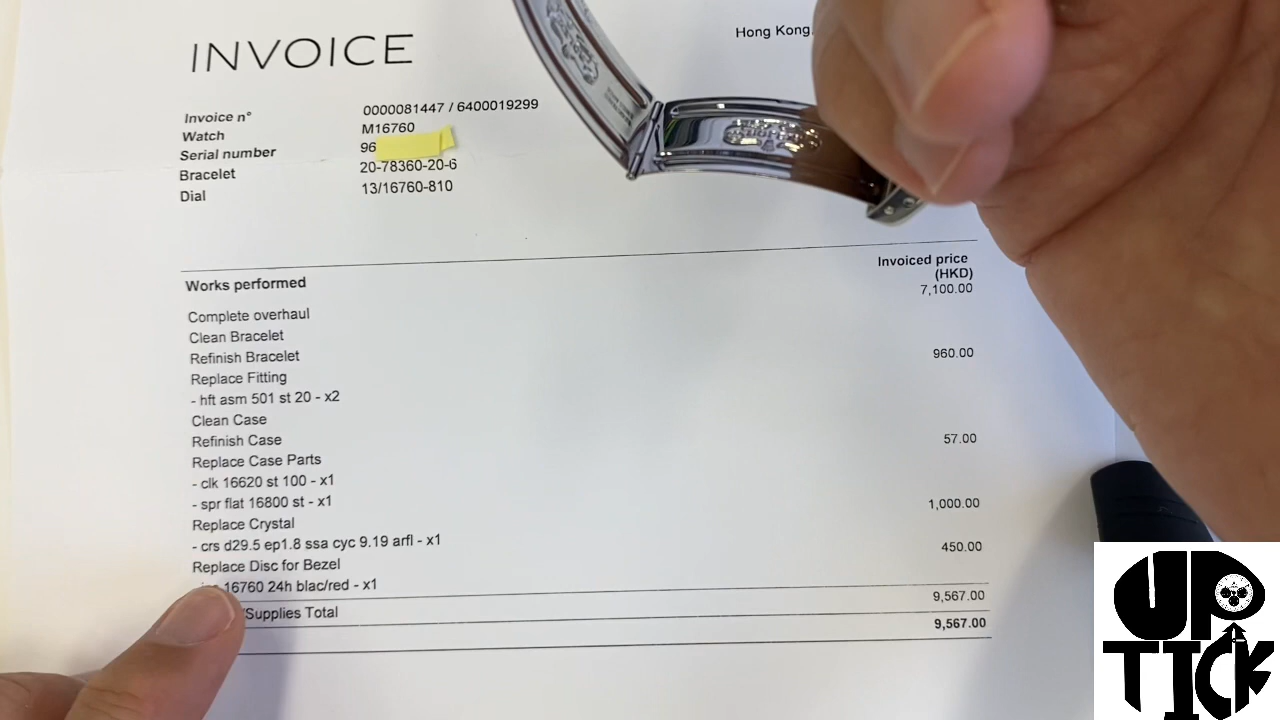 INVOICE
Hong Kong,
Invoice n° 0000081447 / 6400019299
Watch M16760
Serial number 96
Bracelet 20-78360-20-6
Dial 13/16760-810
Works performed Invoiced price
(HKD)
7,100.00
Complete overhaul
Clean Bracelet
Refinish Bracelet 960.00
Replace Fitting
- hft asm 501 st 20 - x2
Clean Case
Refinish Case 57.00
Replace Case Parts
- clk 16620 st 100 - x1
- spr flat 16800 st - x1 1,000.00
Replace Crystal
- crs d29.5 ep1.8 ssa cyc 9.19 arfl - x1 450.00
Replace Disc for Bezel
16760 24h blac/red - x1
/Supplies Total 9,567.00
9,567.00
UP
TICK